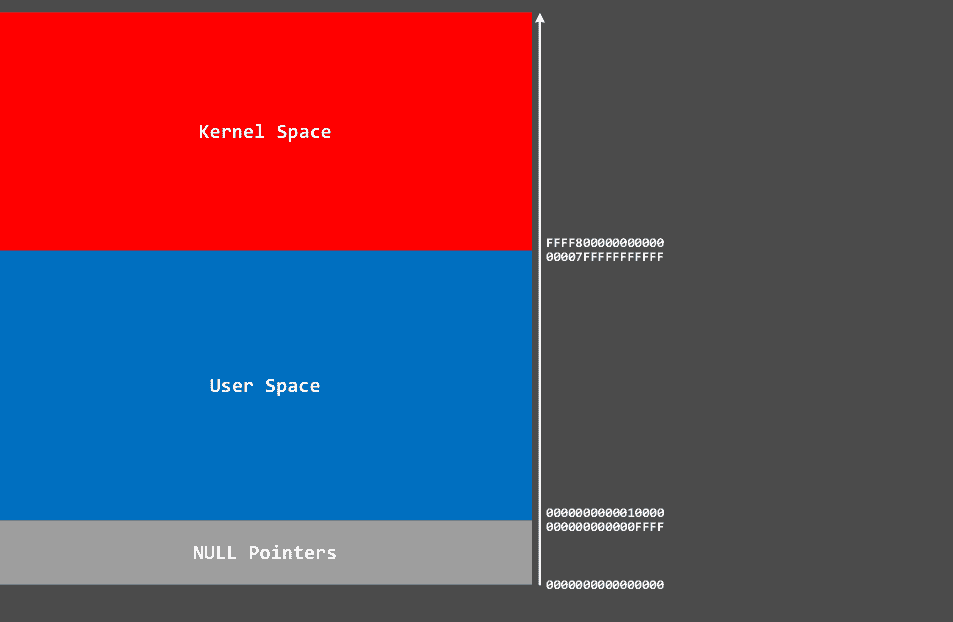 Kernel Space
FFFF800000000000
00007FFFFFFFFFFF
User Space
0000000000010000
000000000000FFFF
NULL Pointers
0000000000000000